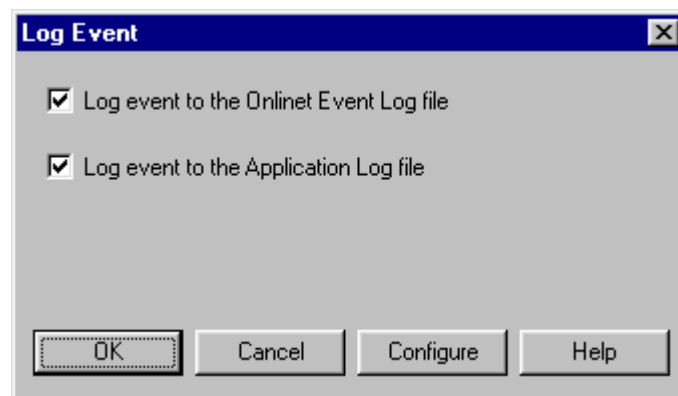 Log Event
Log event to the Onlinet Event Log file
Log event to the Application Log file
OK Cancel Configure Help